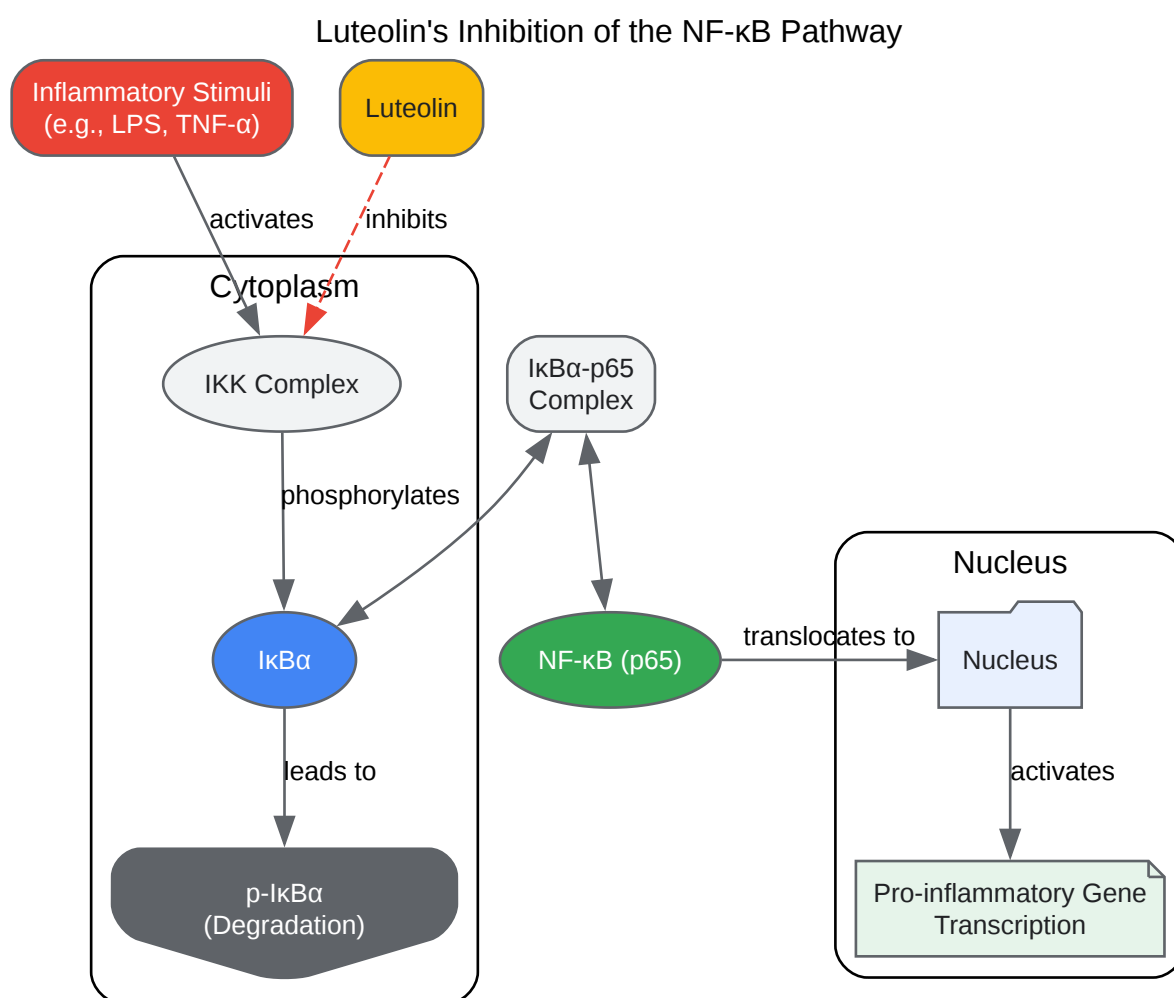 Luteolin's Inhibition of the NF-κB Pathway
Inflammatory Stimuli
(e.g., LPS, TNF-α)
Luteolin
activates
inhibits
Cytoplasm
IKK Complex
IκBα-p65
Complex
phosphorylates
Nucleus
IκBα
NF-κB (p65)
translocates to
Nucleus
leads to
activates
p-IκBα
(Degradation)
Pro-inflammatory Gene
Transcription